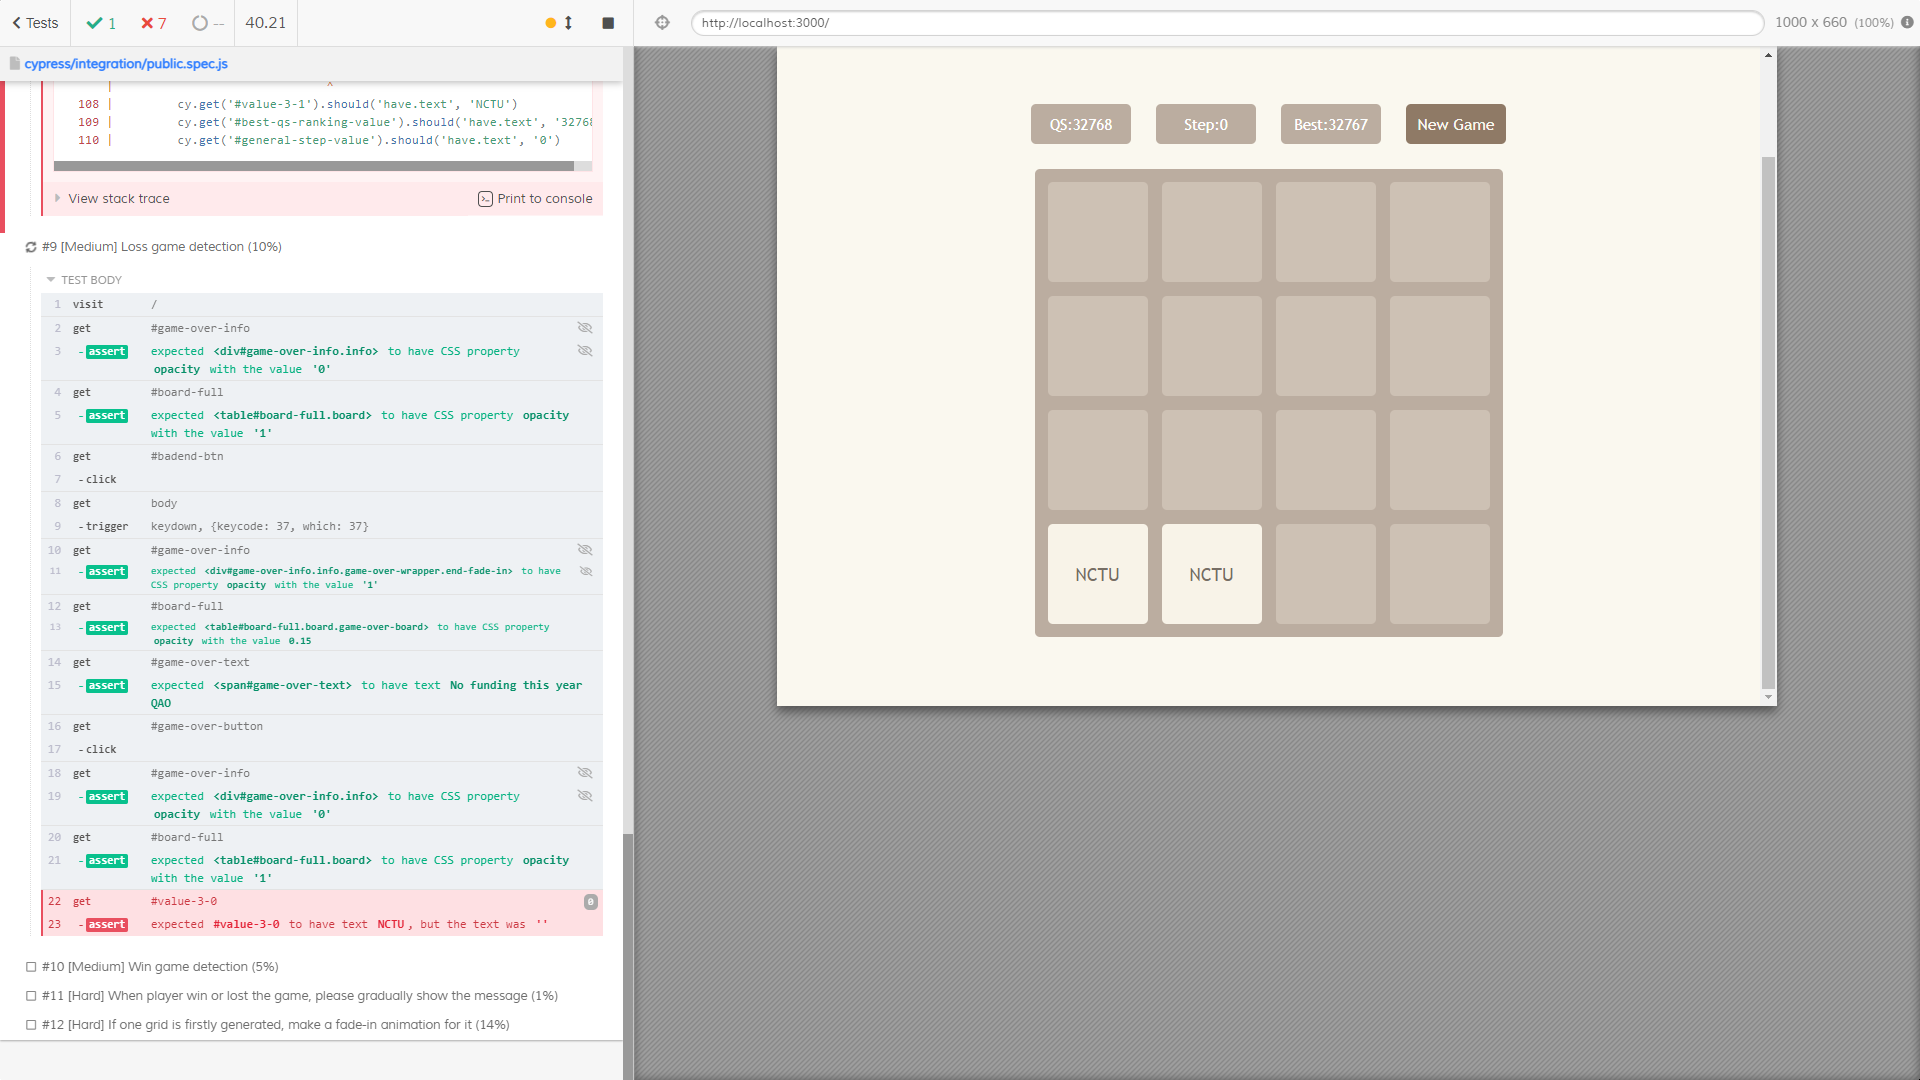 Tests
1
7
--
40.21
http://localhost:3000/
1000 x 660 (100%)
cypress/integration/public.spec.js
|
^
108 | cy.get('#value-3-1').should('have.text', 'NCTU')
109 | cy.get('#best-qs-ranking-value').should('have.text', '32768
110 | cy.get('#general-step-value').should('have.text', '0')
View stack trace
Print to console
#9 [Medium] Loss game detection (10%)
TEST BODY
1 visit /
2 get #game-over-info
3 -assert expected <div#game-over-info.info> to have CSS property
opacity with the value '0'
4 get #board-full
5 -assert expected <table#board-full.board> to have CSS property opacity
with the value '1'
6 get #badend-btn
7 -click
8 get body
9 -trigger keydown, {keycode: 37, which: 37}
10 get #game-over-info
11 -assert expected <div#game-over-info.info.game-over-wrapper.end-fade-in> to have
CSS property opacity with the value '1'
12 get #board-full
13 -assert expected <table#board-full.board.game-over-board> to have CSS property
opacity with the value 0.15
14 get #game-over-text
15 -assert expected <span#game-over-text> to have text No funding this year
QAO
16 get #game-over-button
17 -click
18 get #game-over-info
19 -assert expected <div#game-over-info.info> to have CSS property
opacity with the value '0'
20 get #board-full
21 -assert expected <table#board-full.board> to have CSS property opacity
with the value '1'
22 get #value-3-0 0
23 -assert expected #value-3-0 to have text NCTU, but the text was ''
#10 [Medium] Win game detection (5%)
#11 [Hard] When player win or lost the game, please gradually show the message (1%)
#12 [Hard] If one grid is firstly generated, make a fade-in animation for it (14%)
QS:32768
Step:0
Best:32767
New Game
NCTU
NCTU